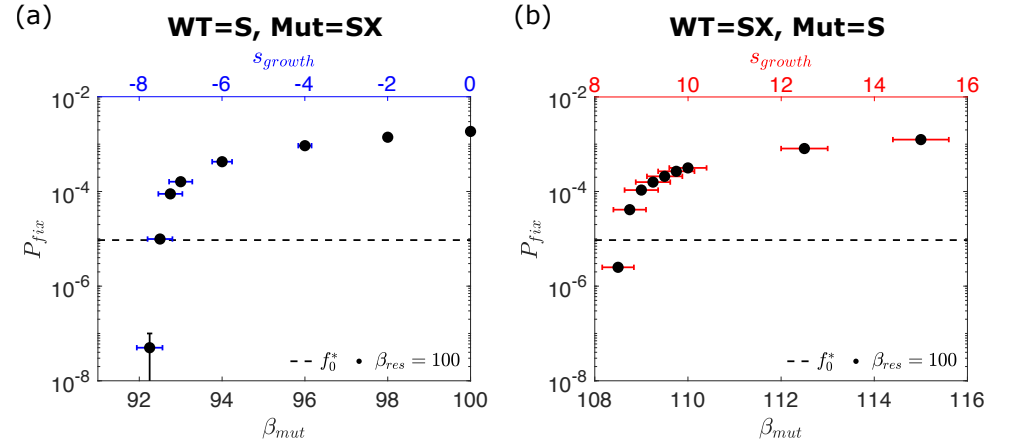 (a)
WT=S, Mut=SX
s_growth
-8 -6 -4 -2 0
10^-2
10^-4
10^-6
10^-8
P_fix
f_0^* β_res = 100
92 94 96 98 100
β_mut
(b)
WT=SX, Mut=S
s_growth
8 10 12 14 16
10^-2
10^-4
10^-6
10^-8
P_fix
f_0^* β_res = 100
108 110 112 114 116
β_mut